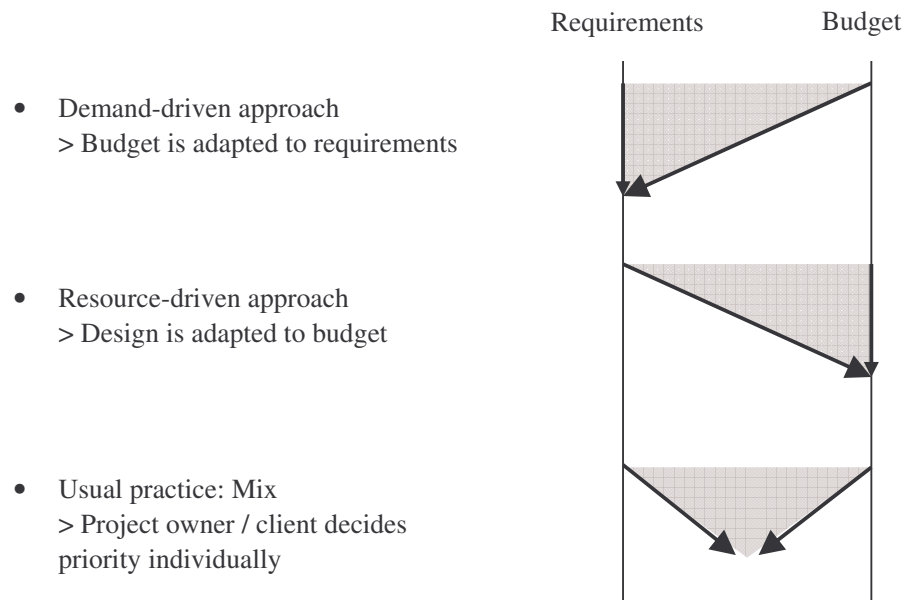 Requirements Budget
• Demand-driven approach
> Budget is adapted to requirements
• Resource-driven approach
> Design is adapted to budget
• Usual practice: Mix
> Project owner / client decides
priority individually